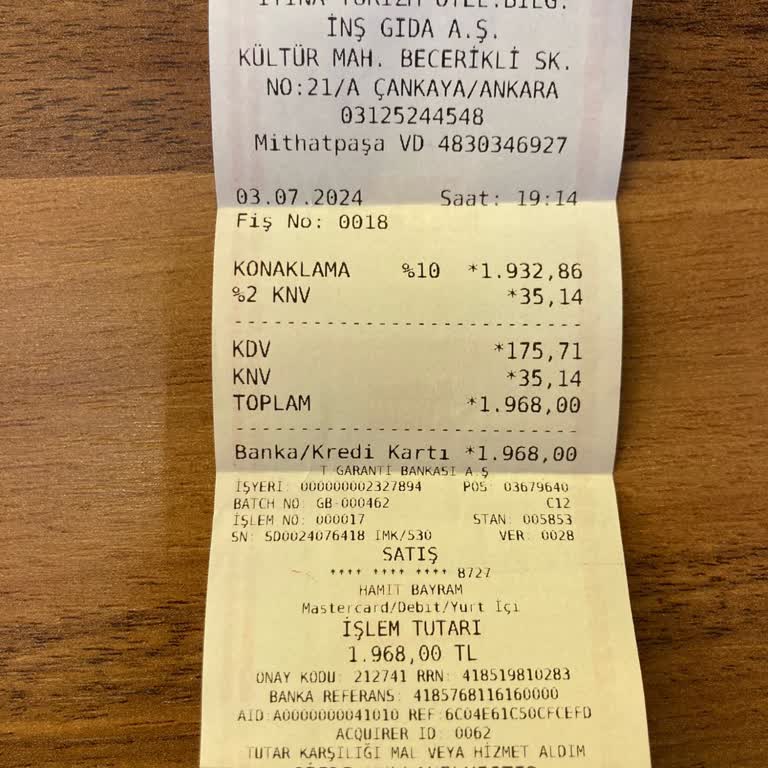 İNŞ GIDA A.Ş.
KÜLTÜR MAH. BECERİKLİ SK.
NO:21/A ÇANKAYA/ANKARA
03125244548
Mithatpaşa VD 4830346927
03.07.2024 Saat: 19:14
Fiş No: 0018
KONAKLAMA %10 *1.932,86
%2 KNV *35,14
KDV *175,71
KNV *35,14
TOPLAM *1.968,00
Banka/Kredi Kartı *1.968,00
T GARANTİ BANKASI A.Ş
İŞYERİ: 000000002327894 POS: 03679640
BATCH NO: GB-000462 C12
İŞLEM NO: 000017 STAN: 005853
SN: SD0024076418 IMK/530 VER: 0028
SATIŞ
**** **** **** 8727
HAMIT BAYRAM
Mastercard/Debit/Yurt İçi
İŞLEM TUTARI
1.968,00 TL
ONAY KODU: 212741 RRN: 418519810283
BANKA REFERANS: 4185768116160000
AID:A0000000041010 REF:6C04E61C50CFCEFD
ACQUIRER ID: 0062
TUTAR KARŞILIĞI MAL VEYA HİZMET ALDIM